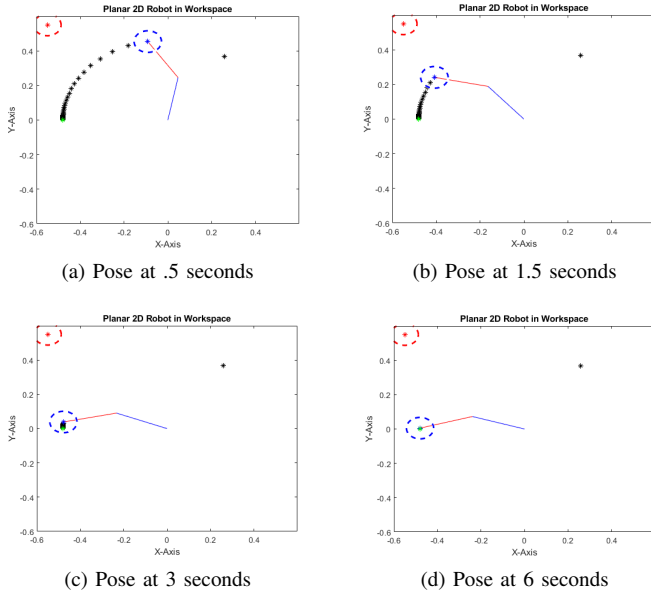 Planar 2D Robot in Workspace
0.4
0.2
0
-0.2
-0.4
-0.6
Y-Axis
-0.6 -0.4 -0.2 0 0.2 0.4
X-Axis
(a) Pose at .5 seconds
Planar 2D Robot in Workspace
0.4
0.2
0
-0.2
-0.4
-0.6
Y-Axis
-0.6 -0.4 -0.2 0 0.2 0.4
X-Axis
(b) Pose at 1.5 seconds
Planar 2D Robot in Workspace
0.4
0.2
0
-0.2
-0.4
-0.6
Y-Axis
-0.6 -0.4 -0.2 0 0.2 0.4
X-Axis
(c) Pose at 3 seconds
Planar 2D Robot in Workspace
0.4
0.2
0
-0.2
-0.4
-0.6
Y-Axis
-0.6 -0.4 -0.2 0 0.2 0.4
X-Axis
(d) Pose at 6 seconds